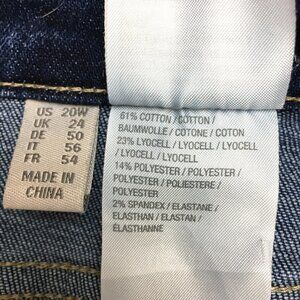 US 20W
UK 24
DE 50
IT 56
FR 54
MADE IN
CHINA
61% COTTON / COTTON /
BAUMWOLLE / COTONE / COTON
23% LYOCELL / LYOCELL / LYOCELL
/ LYOCELL / LYOCELL
14% POLYESTER / POLYESTER /
POLYESTER / POLIESTERE /
POLYESTER
2% SPANDEX / ELASTANE /
ELASTHAN / ELASTAN /
ELASTHANNE